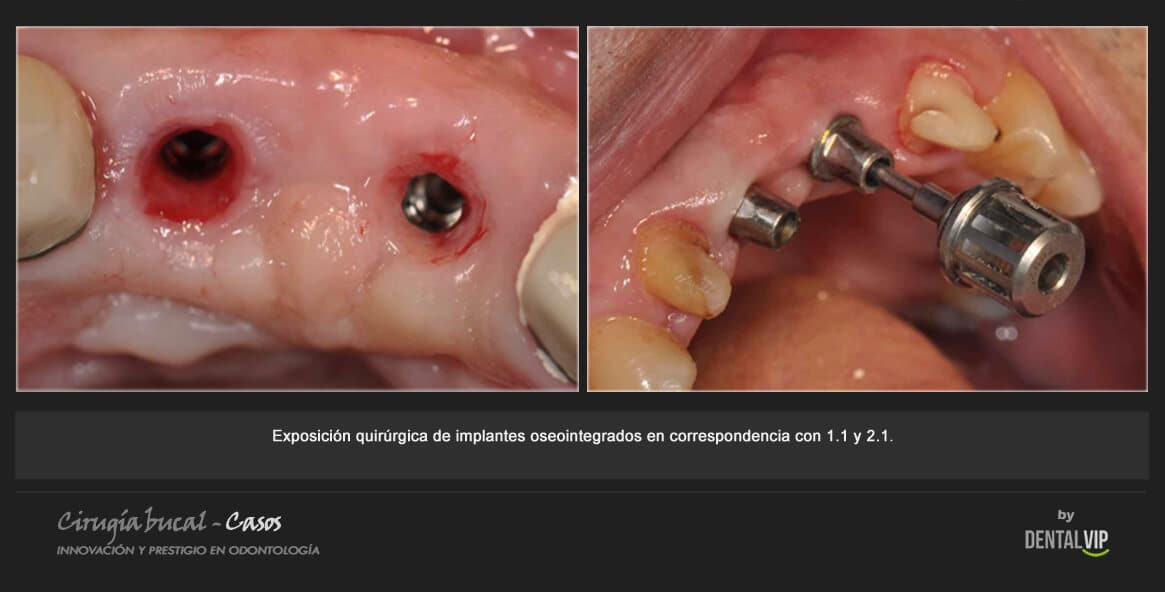 Exposición quirúrgica de implantes oseointegrados en correspondencia con 1.1 y 2.1.
Cirugía bucal - Casos
INNOVACIÓN Y PRESTIGIO EN ODONTOLOGÍA
by
DENTALVIP